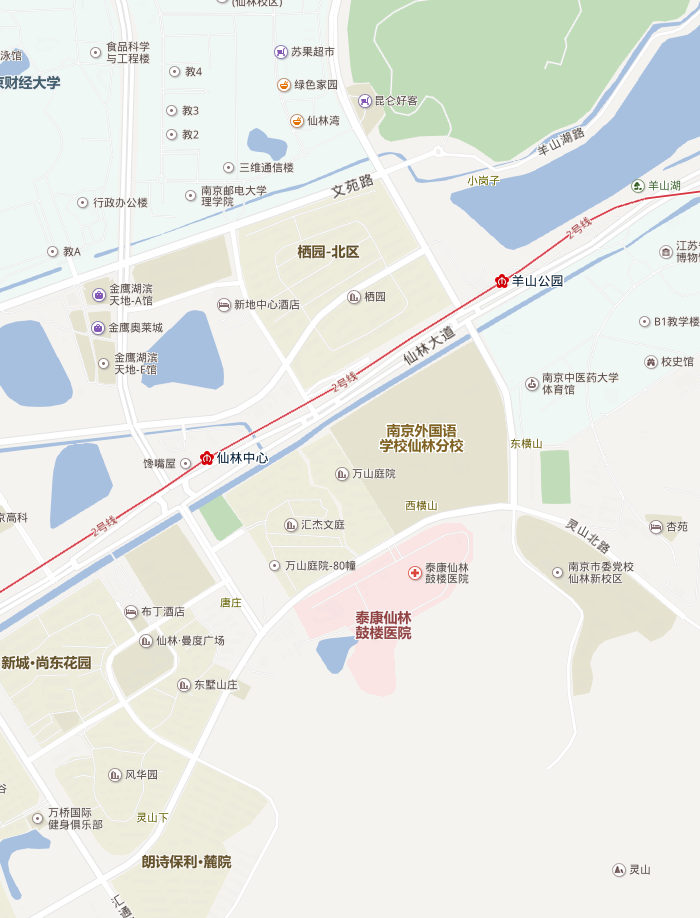 (仙林校区)
食品科学
与工程楼
苏果超市
泳馆
教4
绿色家园
京财经大学
昆仑好客
教3
仙林湾
教2
羊山湖路
三维通信楼
文苑路
小岗子
羊山湖
南京邮电大学
理学院
行政办公楼
2号线
教A
栖园-北区
江苏
博物
羊山公园
金鹰湖滨
天地-A馆
新地中心酒店
栖园
金鹰奥莱城
B1教学楼
仙林大道
金鹰湖滨
天地-E馆
校史馆
2号线
南京中医药大学
体育馆
南京外国语
学校仙林分校
东横山
馋嘴屋
仙林中心
万山庭院
西横山
京高科
2号线
汇杰文庭
灵山北路
杏苑
万山庭院-80幢
泰康仙林
鼓楼医院
南京市委党校
仙林新校区
唐庄
布丁酒店
泰康仙林
鼓楼医院
仙林·曼度广场
新城·尚东花园
东墅山庄
风华园
谷
万桥国际
健身俱乐部
灵山下
朗诗保利·麓院
灵山
汇通